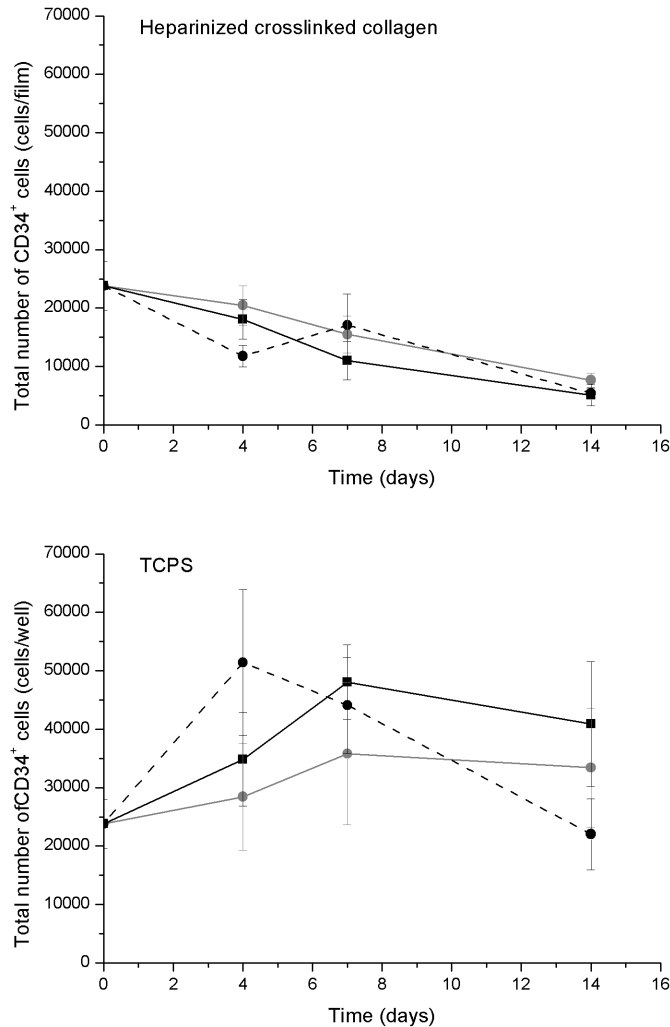 Heparinized crosslinked collagen
Total number of CD34+ cells (cells/film)
70000
60000
50000
40000
30000
20000
10000
0
0 2 4 6 8 10 12 14 16
Time (days)
TCPS
Total number ofCD34+ cells (cells/well)
70000
60000
50000
40000
30000
20000
10000
0
0 2 4 6 8 10 12 14 16
Time (days)